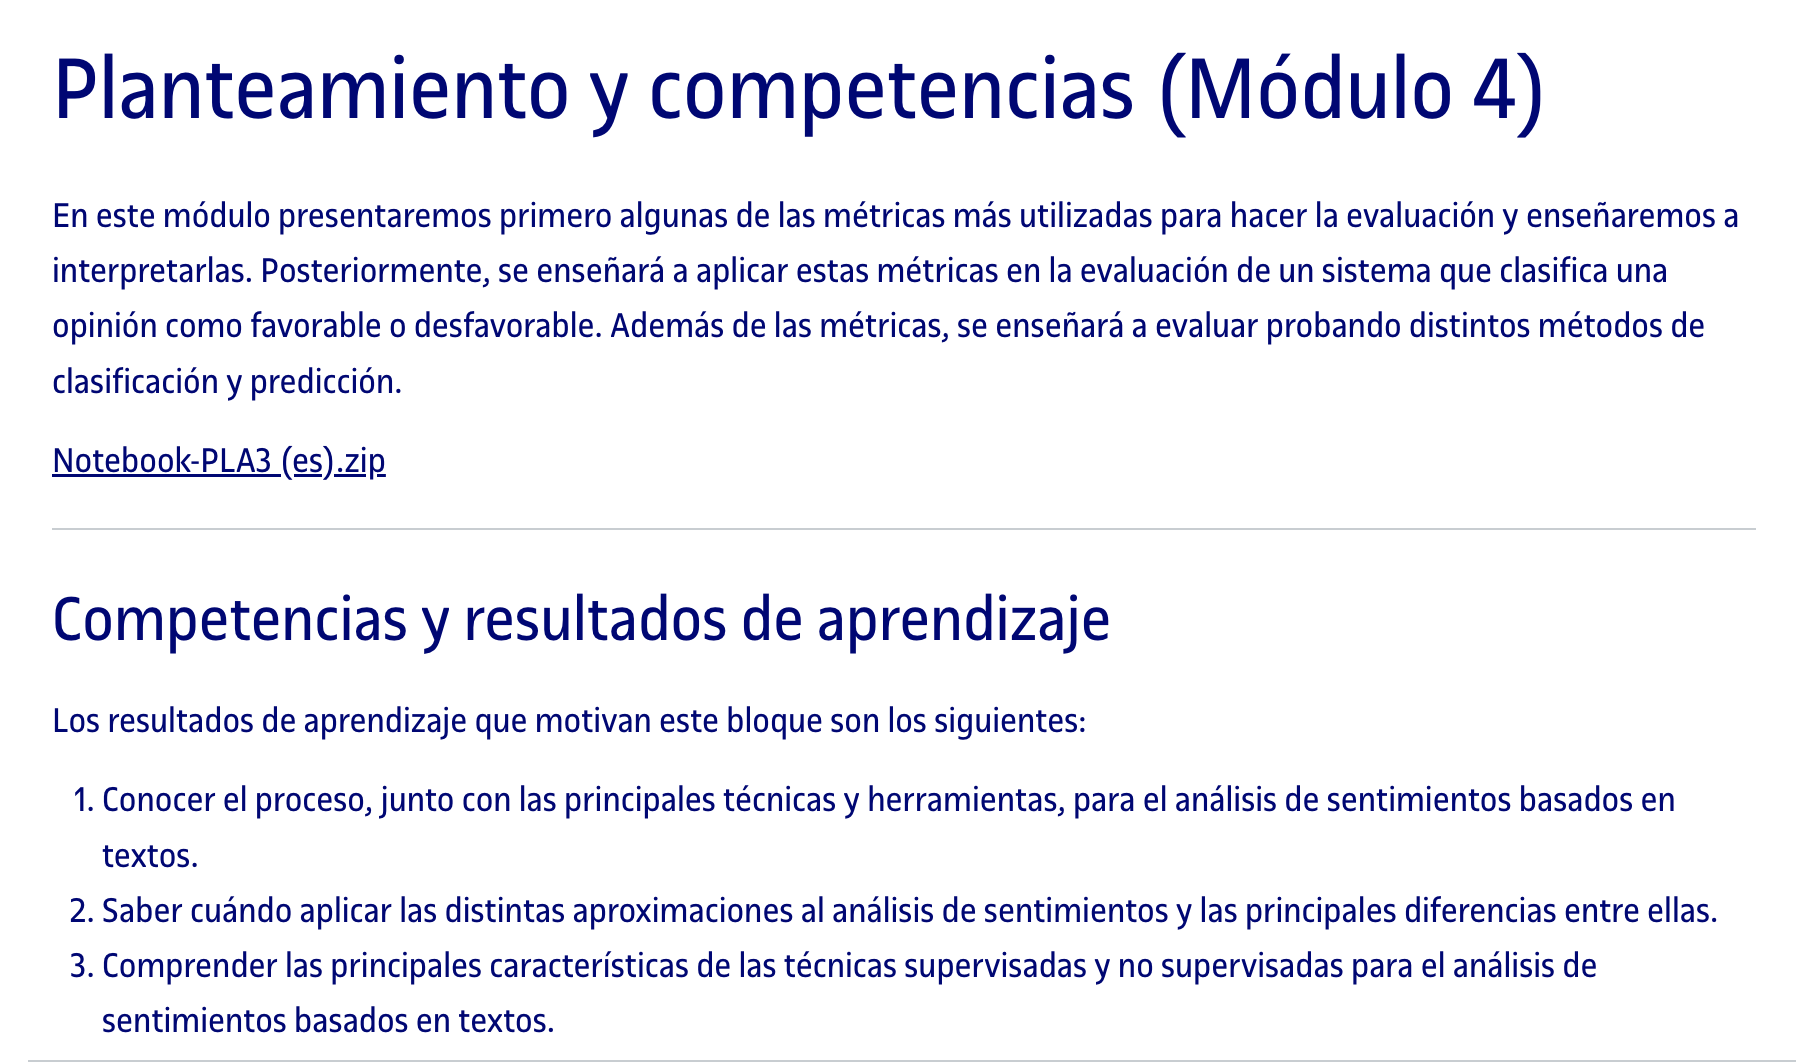 Planteamiento y competencias (Módulo 4)
En este módulo presentaremos primero algunas de las métricas más utilizadas para hacer la evaluación y enseñaremos a
interpretarlas. Posteriormente, se enseñará a aplicar estas métricas en la evaluación de un sistema que clasifica una
opinión como favorable o desfavorable. Además de las métricas, se enseñará a evaluar probando distintos métodos de
clasificación y predicción.
Notebook-PLA3 (es).zip
Competencias y resultados de aprendizaje
Los resultados de aprendizaje que motivan este bloque son los siguientes:
1. Conocer el proceso, junto con las principales técnicas y herramientas, para el análisis de sentimientos basados en
textos.
2. Saber cuándo aplicar las distintas aproximaciones al análisis de sentimientos y las principales diferencias entre ellas.
3. Comprender las principales características de las técnicas supervisadas y no supervisadas para el análisis de
sentimientos basados en textos.